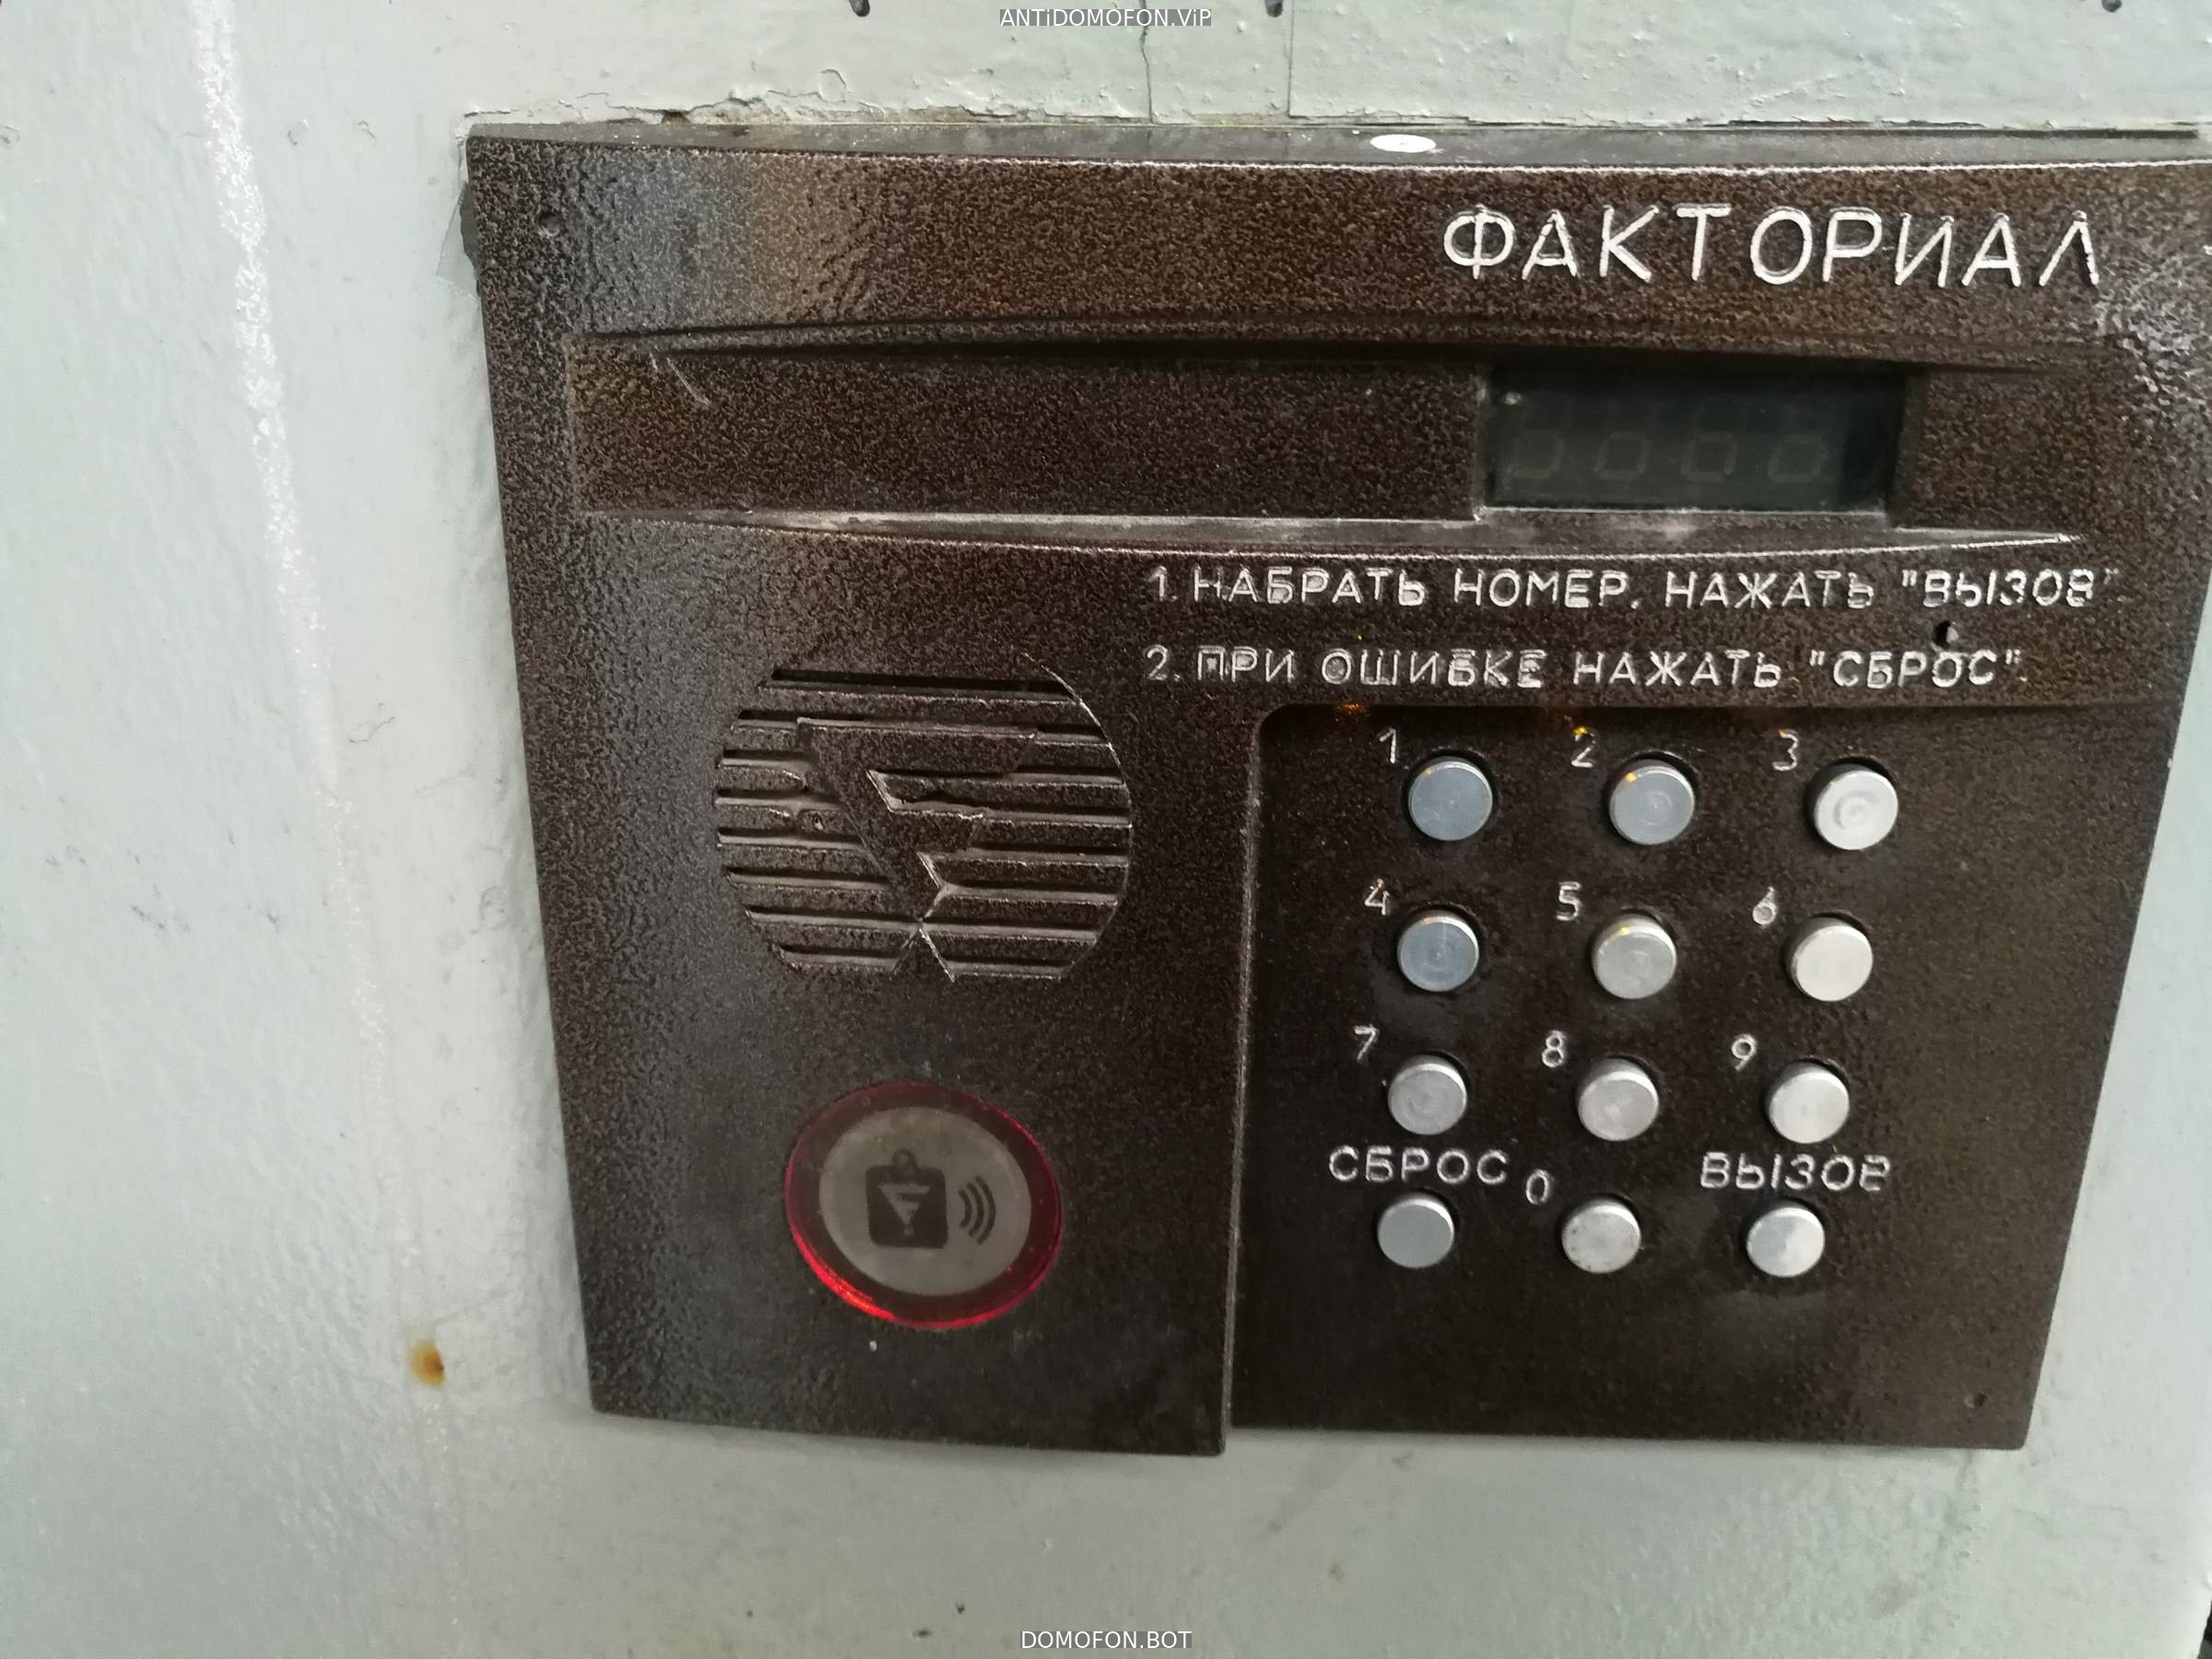 ANTiDOMOFON.ViP
ФАКТОРИАЛ
1. НАБРАТЬ НОМЕР. НАЖАТЬ "ВЫЗОВ"
2. ПРИ ОШИБКЕ НАЖАТЬ "СБРОС".
1 2 3
4 5 6
7 8 9
СБРОС 0 ВЫЗОВ
DOMOFON.BOT